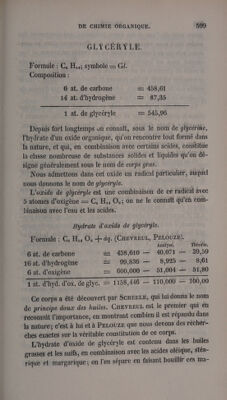 DE CHIMIE ORGANIQUE. 599
GLYCÉRYLE.
Formule : C₆ H₁₄; symbole = Gl.
Composition :
6 at. de carbone = 458,61
14 at. d'hydrogène = 87,35
1 at. de glycéryle = 545,96
Depuis fort longtemps on connaît, sous le nom de glycérine,
l'hydrate d'un oxide organique, qu'on rencontre tout formé dans
la nature, et qui, en combinaison avec certains acides, constitue
la classe nombreuse de substances solides et liquides qu'on dé-
signe généralement sous le nom de corps gras.
Nous admettons dans cet oxide un radical particulier, auquel
nous donnons le nom de glycéryle.
L'oxide de glycéryle est une combinaison de ce radical avec
5 atomes d'oxigène = C₆ H₁₄ O₅; on ne le connaît qu'en com-
binaison avec l'eu et les acides.
Hydrate d'oxide de glycéryle.
Formule : C₆ H₁₄ O₅ + aq. (CHEVREUL, PELOUZE).
Analyse. Théorie.
6 at. de carbone = 458,610 — 40,071 — 39,59
16 at. d'hydrogène = 99,836 — 8,925 — 8,61
6 at. d'oxigène = 600,000 — 51,004 — 51,80
1 at. d'hyd. d'ox. de glyc. = 1158,446 — 110,000 — 100,00
Ce corps a été découvert par SCHEELE, qui lui donna le nom
de principe doux des huiles. CHEVREUL est le premier qui en
reconnut l'importance, en montrant combien il est répandu dans
la nature; c'est à lui et à PELOUZE que nous devons des recher-
ches exactes sur la véritable constitution de ce corps.
L'hydrate d'oxide de glycéryle est contenu dans les huiles
grasses et les suifs, en combinaison avec les acides oléique, stéa-
rique et margarique; on l'en sépare en faisant bouillir ces ma-